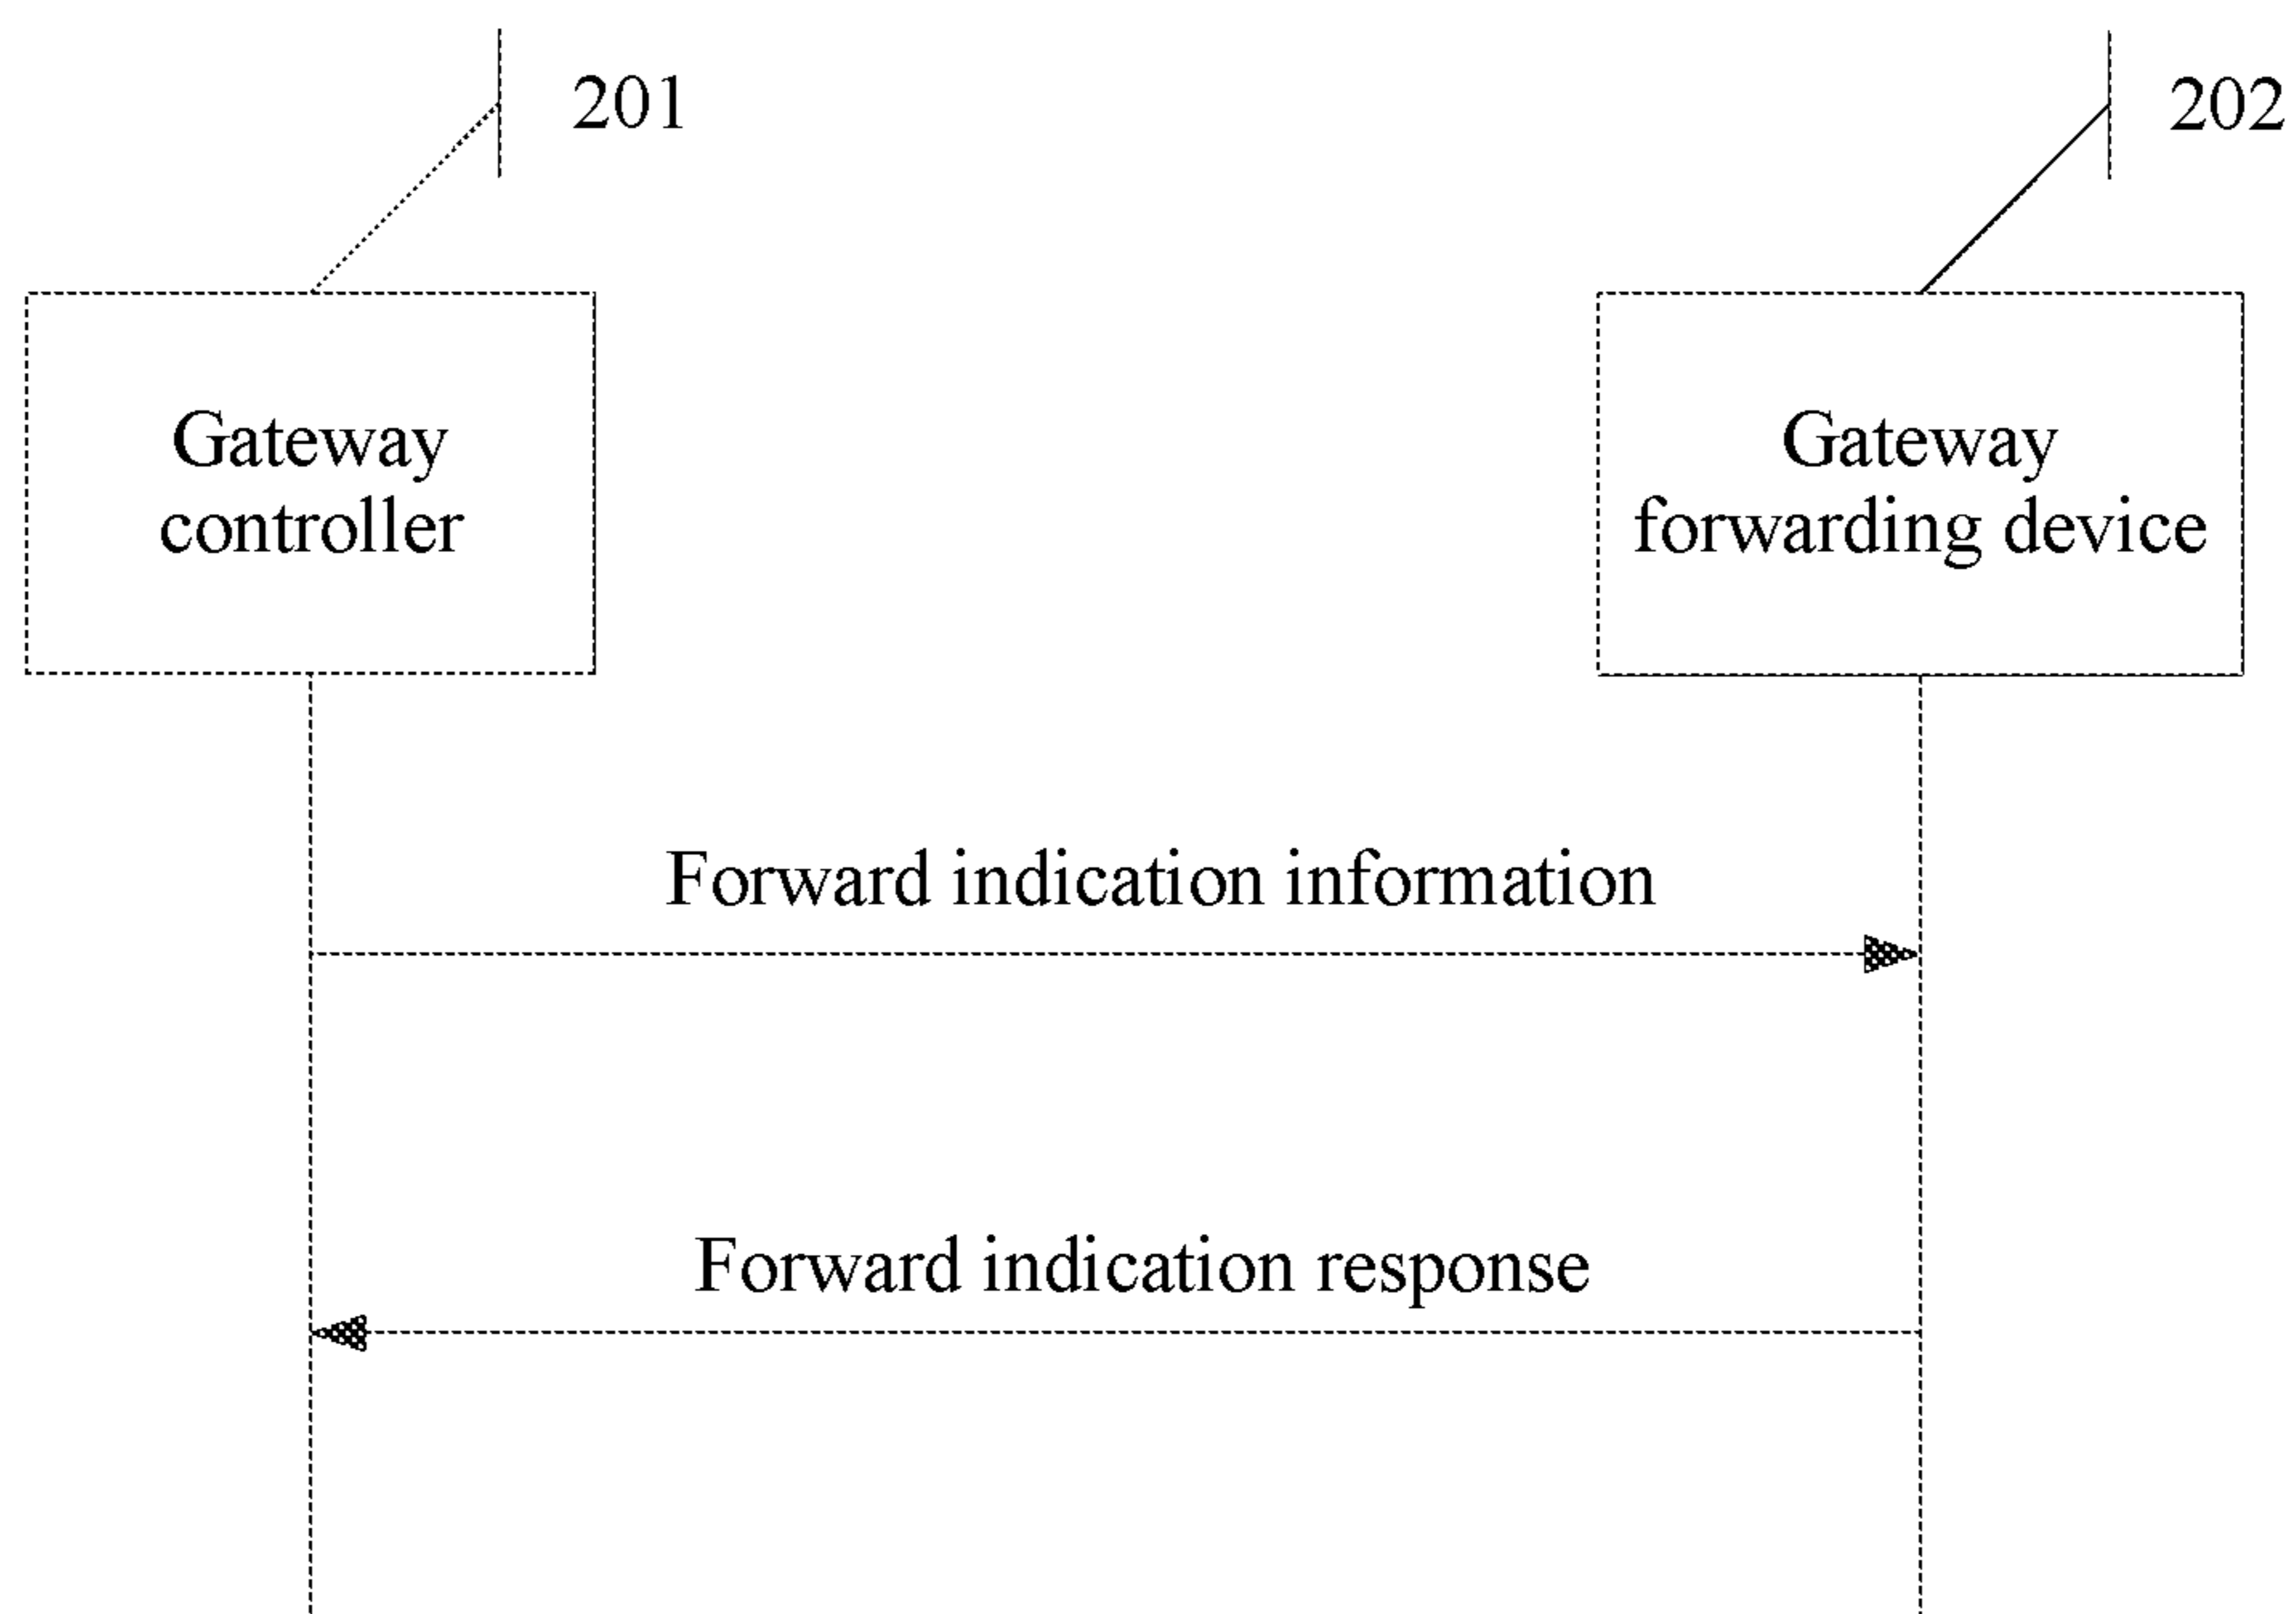 201
202
Gateway
controller
Gateway
forwarding device
Forward indication information
Forward indication response